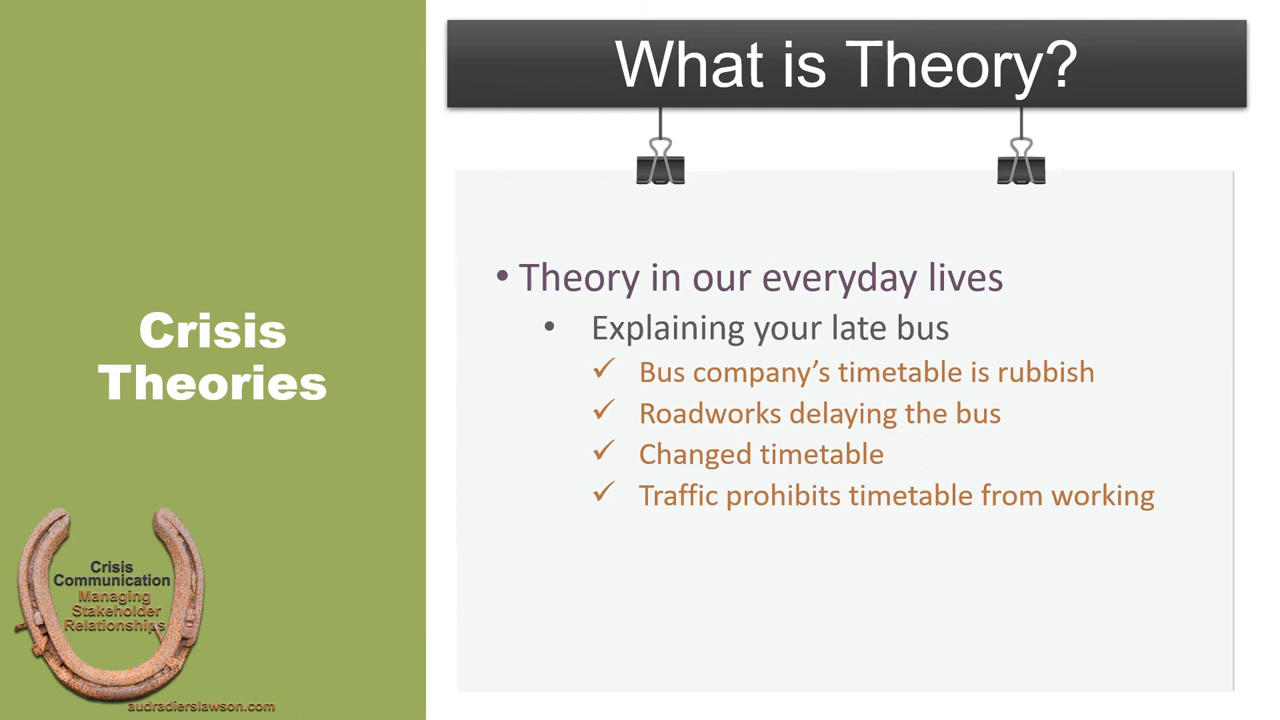 What is Theory?
Crisis
Theories
• Theory in our everyday lives
• Explaining your late bus
✓ Bus company’s timetable is rubbish
✓ Roadworks delaying the bus
✓ Changed timetable
✓ Traffic prohibits timetable from working
Crisis
Communication
Managing
Stakeholder
Relationships
audradierslawson.com